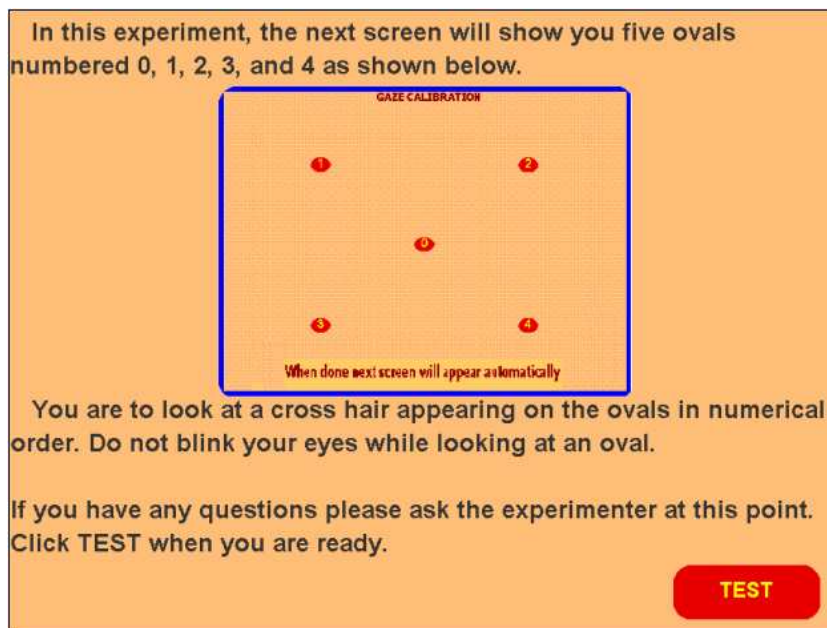 In this experiment, the next screen will show you five ovals
numbered 0, 1, 2, 3, and 4 as shown below.
GAZE CALIBRATION
1 2
0
3 4
When done next screen will appear automatically
You are to look at a cross hair appearing on the ovals in numerical
order. Do not blink your eyes while looking at an oval.
If you have any questions please ask the experimenter at this point.
Click TEST when you are ready.
TEST